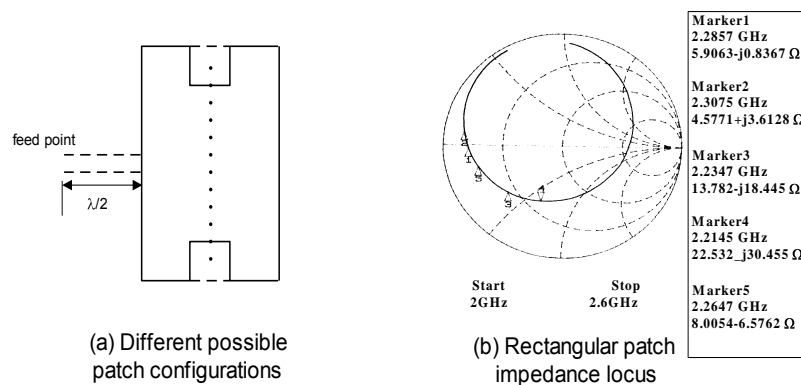 feed point
λ/2
(a) Different possible
patch configurations
Start
2GHz
Stop
2.6GHz
(b) Rectangular patch
impedance locus
Marker1
2.2857 GHz
5.9063-j0.8367 Ω
Marker2
2.3075 GHz
4.5771+j3.6128 Ω
Marker3
2.2347 GHz
13.782-j18.445 Ω
Marker4
2.2145 GHz
22.532_j30.455 Ω
Marker5
2.2647 GHz
8.0054-6.5762 Ω